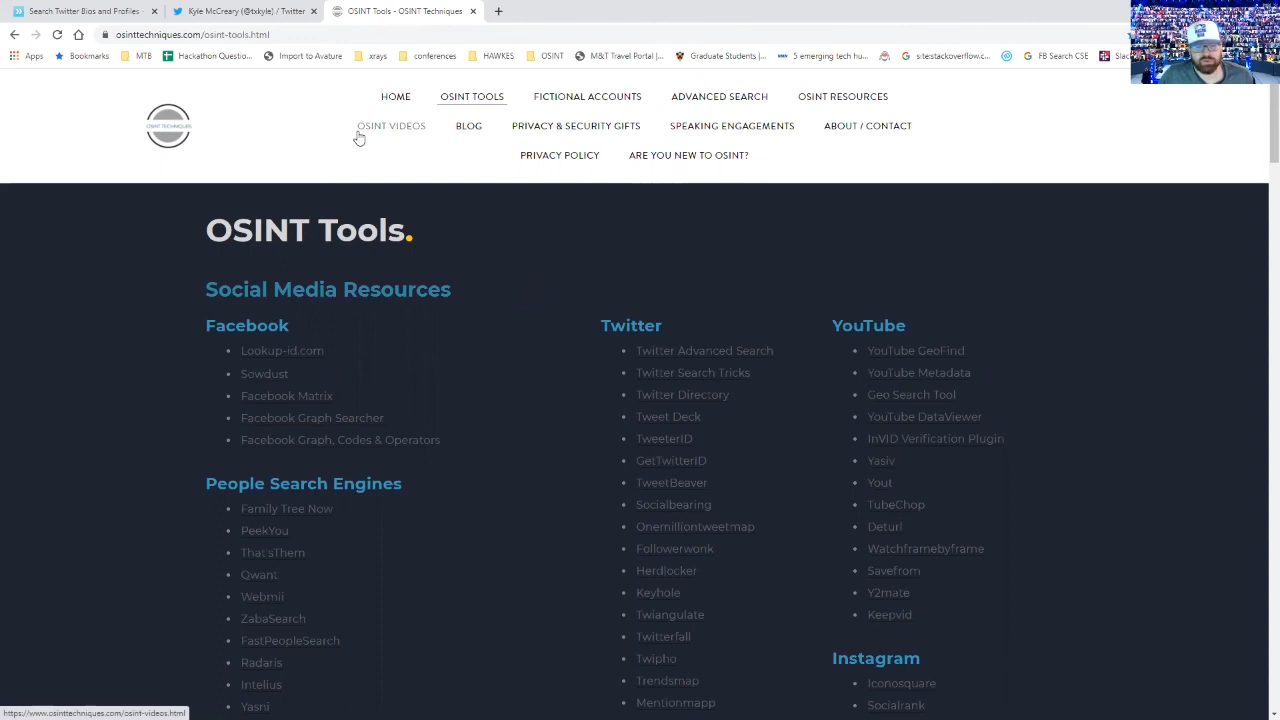 Search Twitter Bios and Profiles -
Kyle McCreary (@txkyle) / Twitter
OSINT Tools - OSINT Techniques
osinttechniques.com/osint-tools.html
Apps
Bookmarks
MTB
Hackathon Questio...
Import to Avature
xrays
conferences
HAWKES
OSINT
M&T Travel Portal |...
Graduate Students |...
5 emerging tech hu...
site:stackoverflow.c...
FB Search CSE
OSINT TECHNIQUES
HOME
OSINT TOOLS
FICTIONAL ACCOUNTS
ADVANCED SEARCH
OSINT RESOURCES
OSINT VIDEOS
BLOG
PRIVACY & SECURITY GIFTS
SPEAKING ENGAGEMENTS
ABOUT / CONTACT
PRIVACY POLICY
ARE YOU NEW TO OSINT?
OSINT Tools.
Social Media Resources
Facebook
Lookup-id.com
Sowdust
Facebook Matrix
Facebook Graph Searcher
Facebook Graph, Codes & Operators
People Search Engines
Family Tree Now
PeekYou
That'sThem
Qwant
Webmii
ZabaSearch
FastPeopleSearch
Radaris
Intelius
Yasni
Twitter
Twitter Advanced Search
Twitter Search Tricks
Twitter Directory
Tweet Deck
TweeterID
GetTwitterID
TweetBeaver
Socialbearing
Onemilliontweetmap
Followerwonk
Herdlocker
Keyhole
Twiangulate
Twitterfall
Twipho
Trendsmap
Mentionmapp
YouTube
YouTube GeoFind
YouTube Metadata
Geo Search Tool
YouTube DataViewer
InVID Verification Plugin
Yasiv
Yout
TubeChop
Deturl
Watchframebyframe
Savefrom
Y2mate
Keepvid
Instagram
Iconosquare
Socialrank
https://www.osinttechniques.com/osint-videos.html